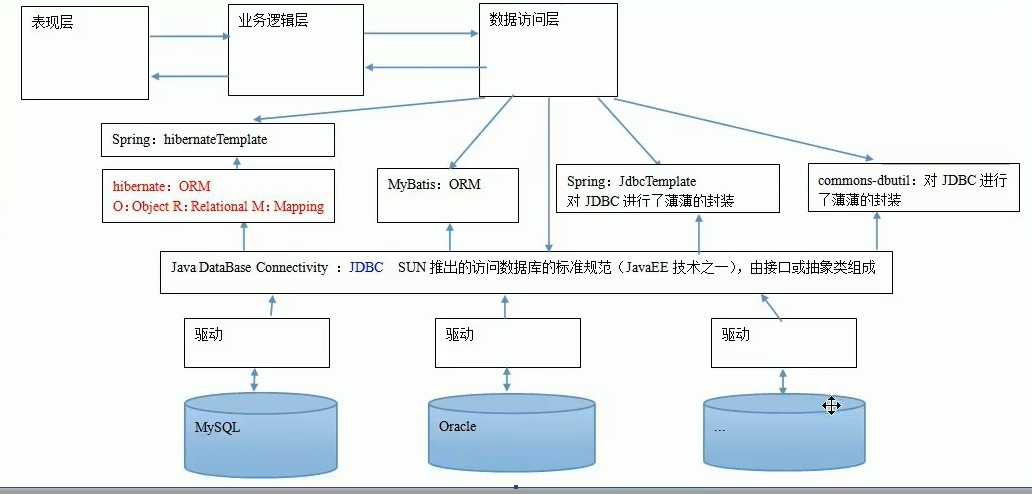 表现层
业务逻辑层
数据访问层
Spring：hibernateTemplate
hibernate：ORM
O：Object R：Relational M：Mapping
MyBatis：ORM
Spring：JdbcTemplate
对 JDBC 进行了薄薄的封装
commons-dbutil：对 JDBC 进行
了薄薄的封装
Java DataBase Connectivity ：JDBC SUN 推出的访问数据库的标准规范（JavaEE 技术之一），由接口或抽象类组成
驱动
驱动
驱动
MySQL
Oracle
...